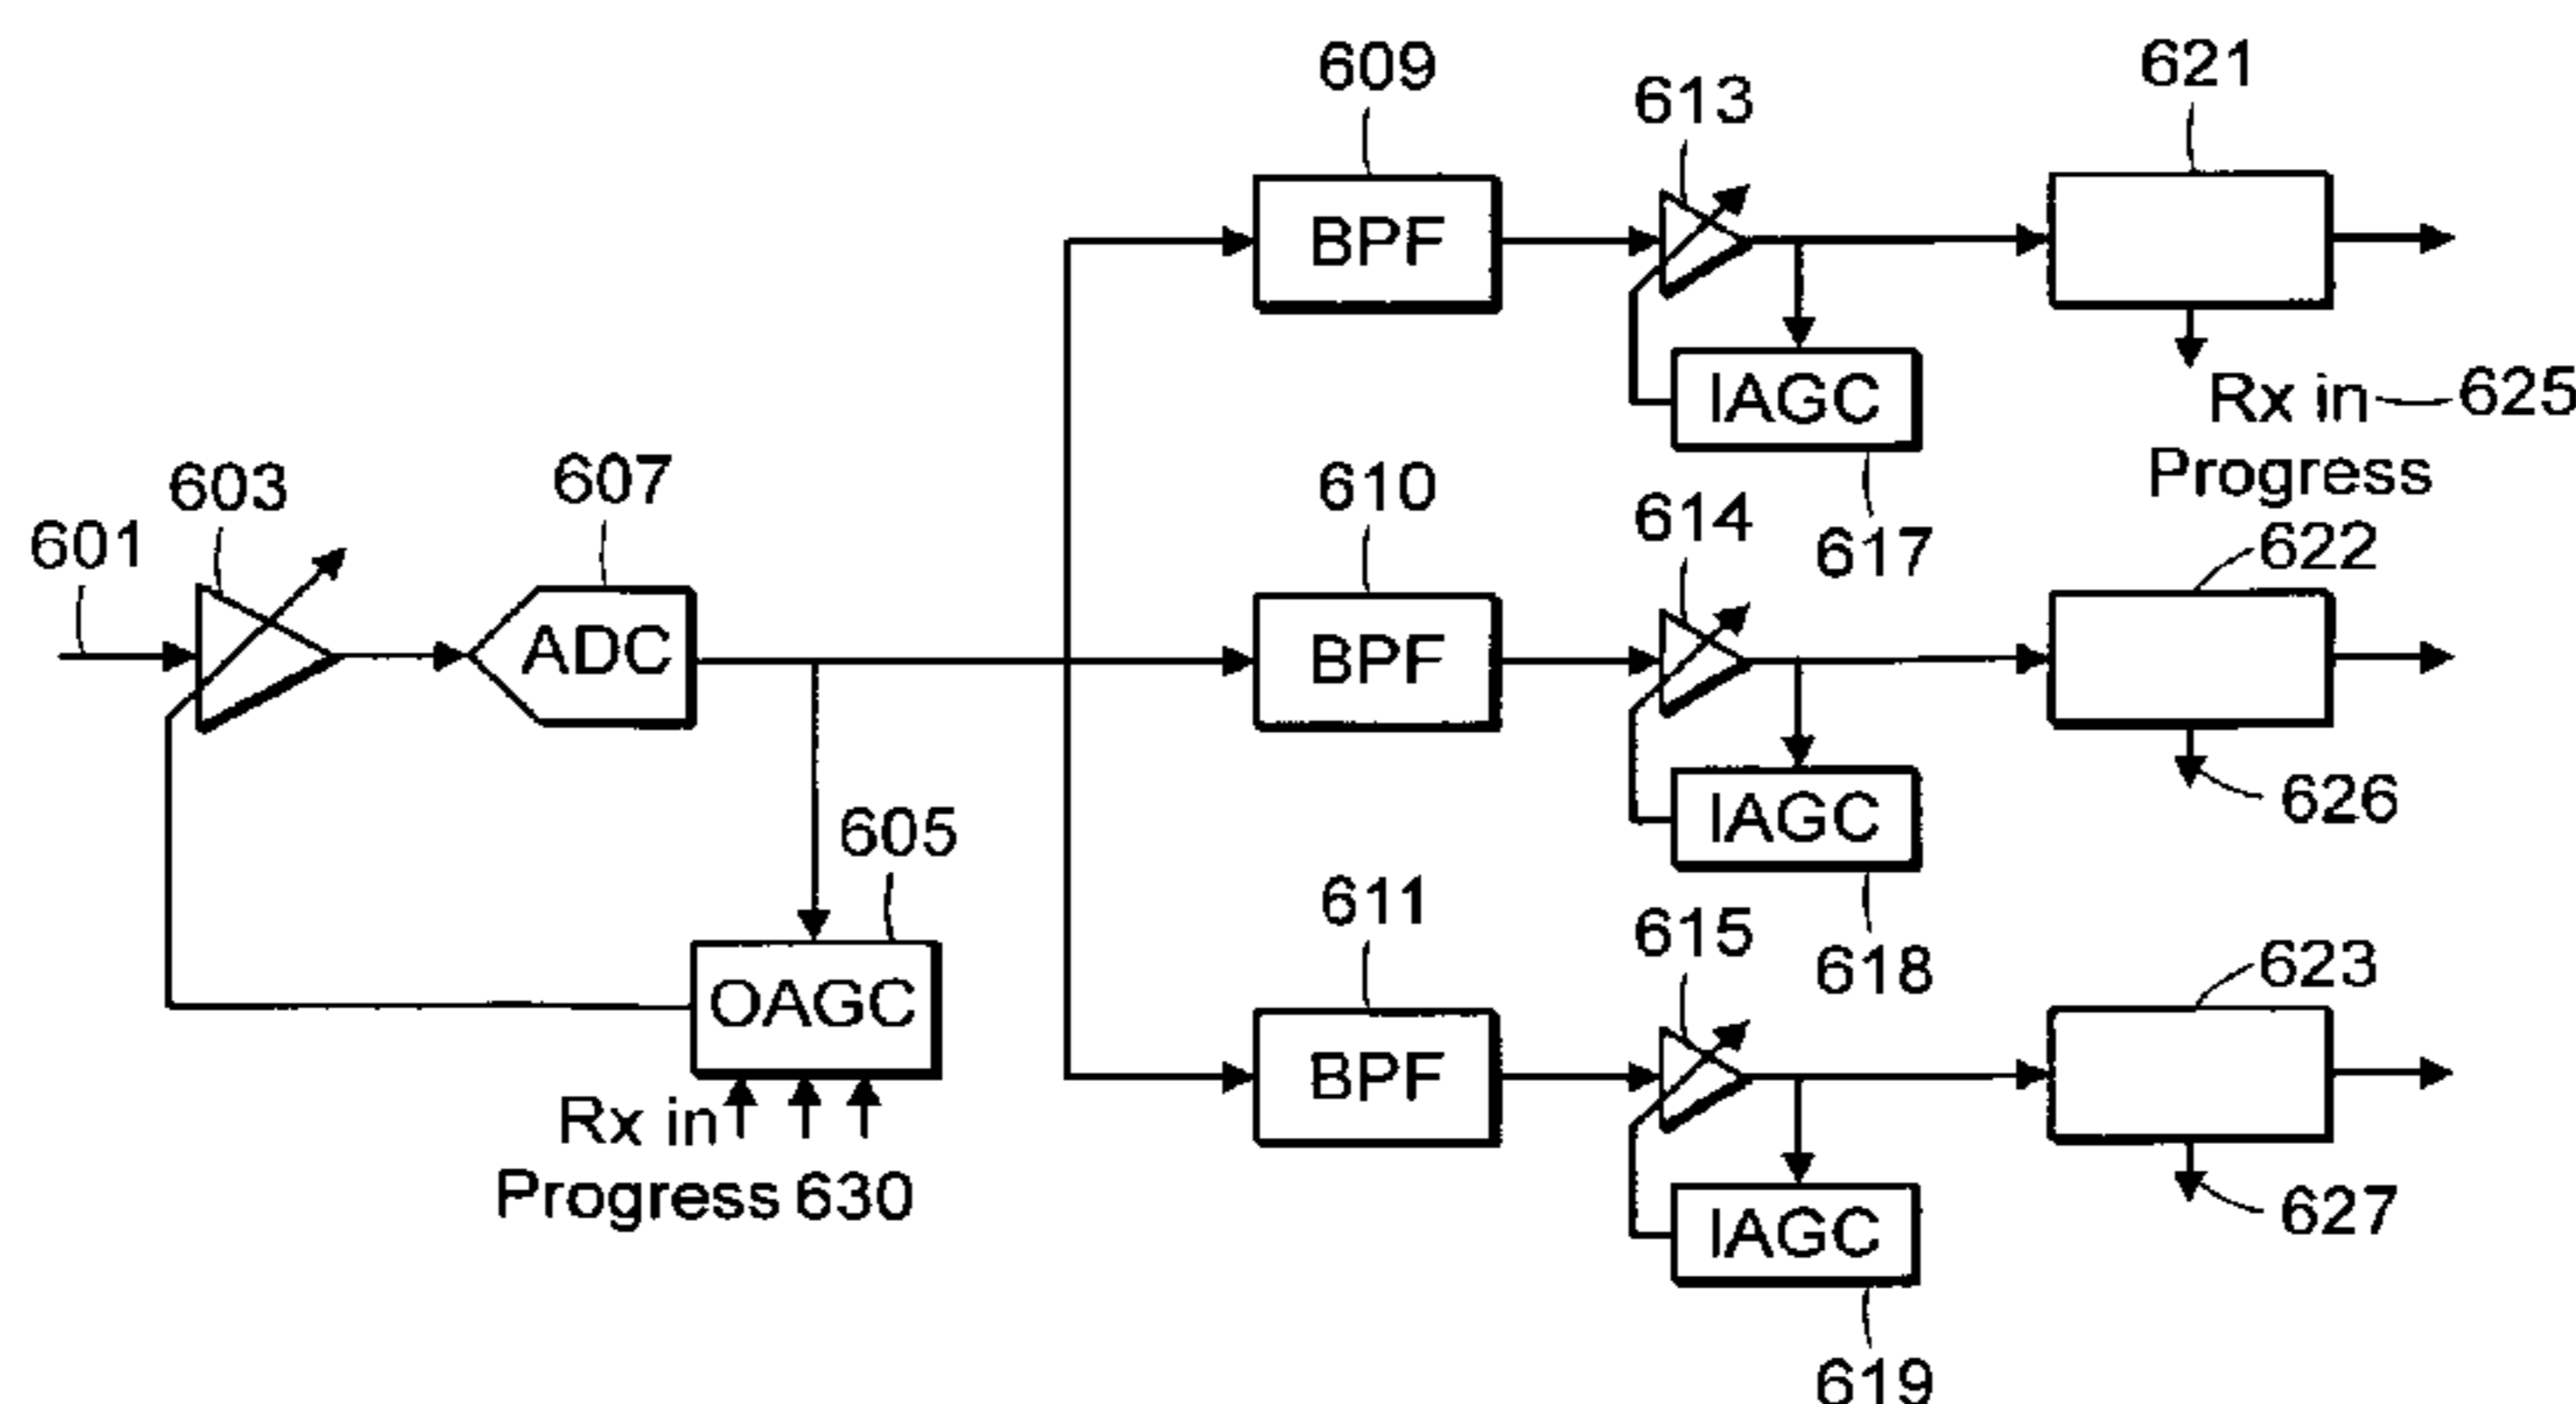 609
613
621
BPF
IAGC
Rx in 625
Progress
617
601
603
607
ADC
610
614
622
BPF
IAGC
626
618
605
OAGC
Rx in
Progress 630
611
615
623
BPF
IAGC
627
619